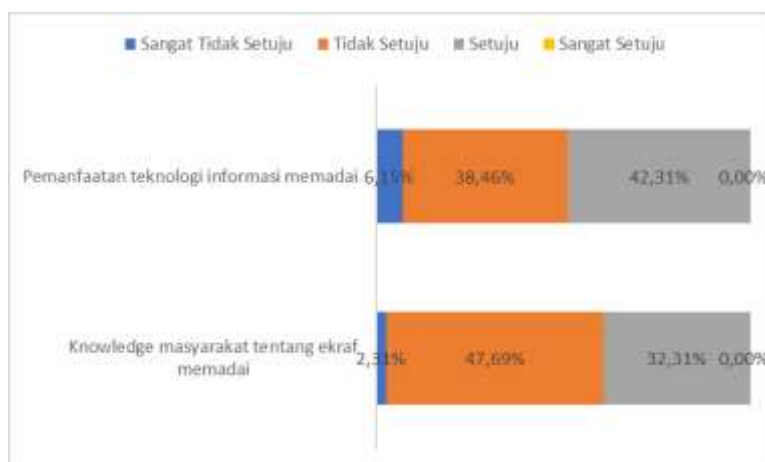 Sangat Tidak Setuju Tidak Setuju Setuju Sangat Setuju
Pemanfaatan teknologi informasi memadai 6,15% 38,46% 42,31% 0,00%
Knowledge masyarakat tentang ekraf
memadai
2,31% 47,69% 32,31% 0,00%